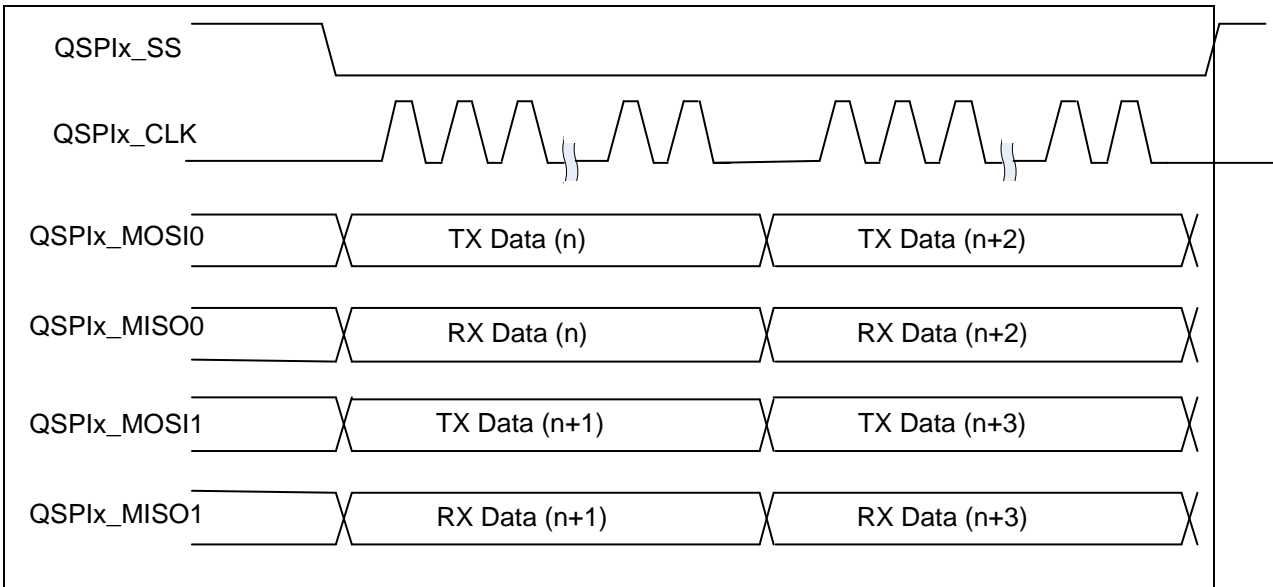 QSPIx_SS
QSPIx_CLK
QSPIx_MOSI0 TX Data (n) TX Data (n+2)
QSPIx_MISO0 RX Data (n) RX Data (n+2)
QSPIx_MOSI1 TX Data (n+1) TX Data (n+3)
QSPIx_MISO1 RX Data (n+1) RX Data (n+3)